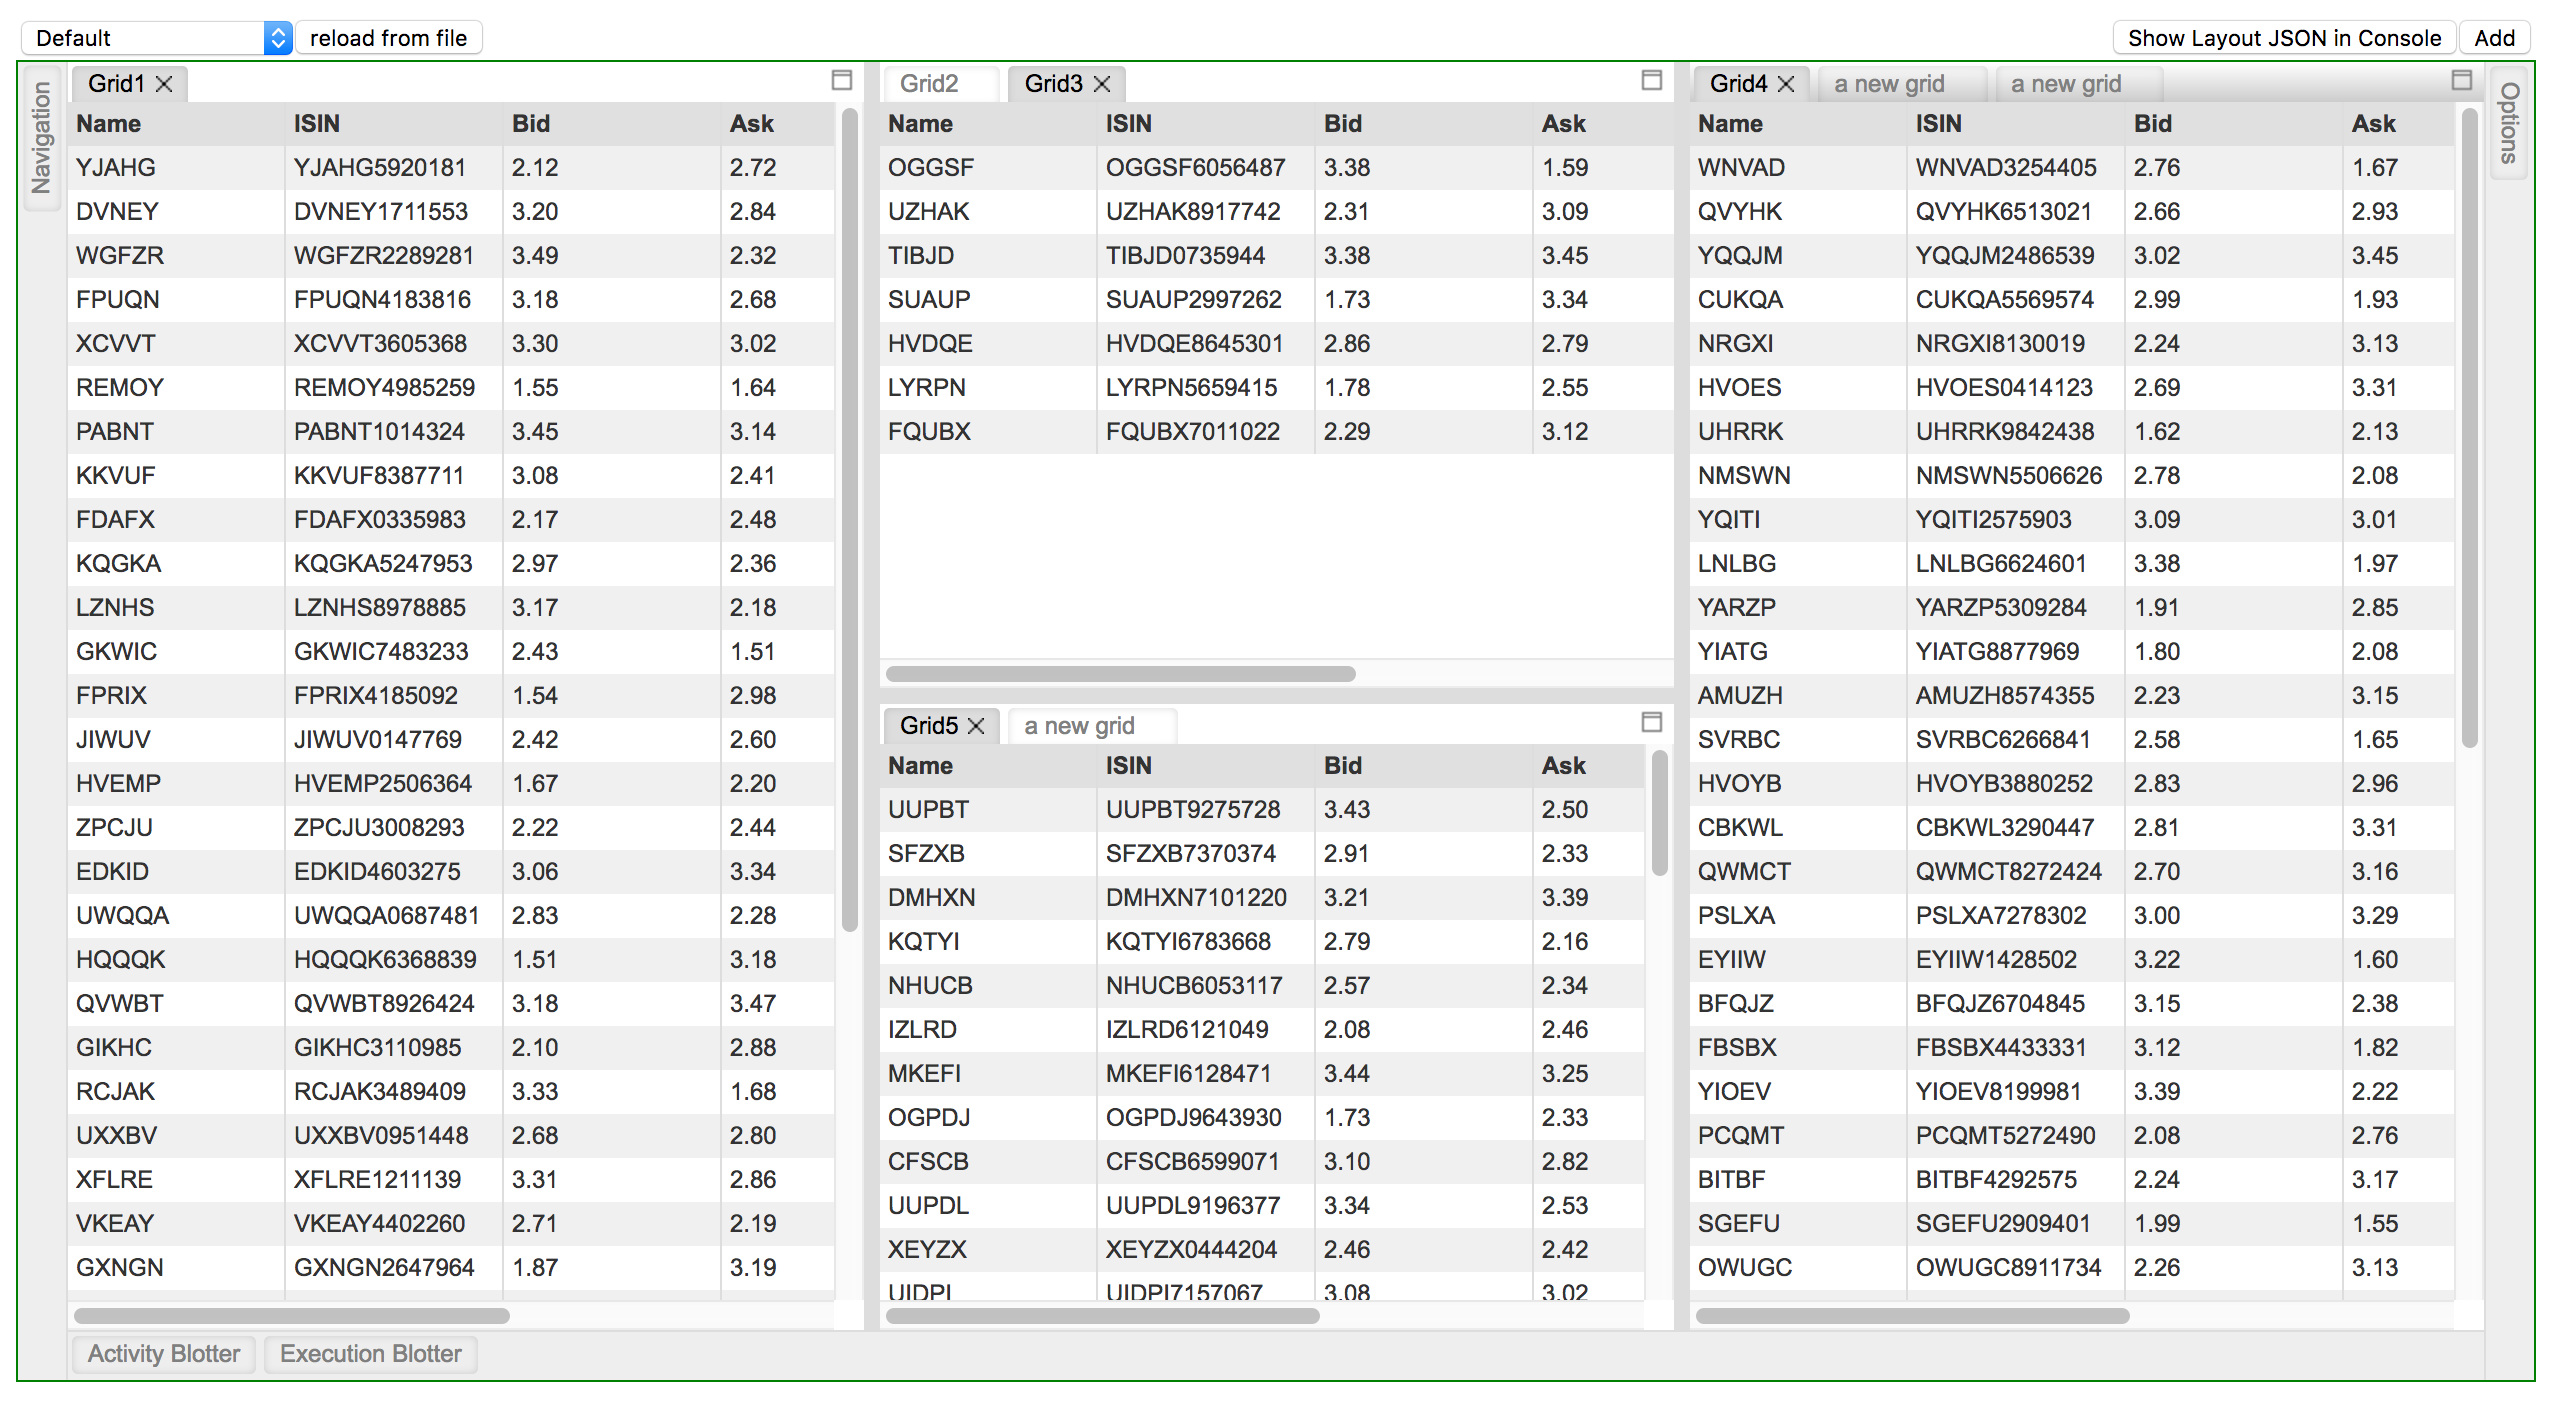 Default reload from file Show Layout JSON in Console Add
Navigation
Grid1
Name ISIN Bid Ask
YJAHG YJAHG5920181 2.12 2.72
DVNEY DVNEY1711553 3.20 2.84
WGFZR WGFZR2289281 3.49 2.32
FPUQN FPUQN4183816 3.18 2.68
XCVVT XCVVT3605368 3.30 3.02
REMOY REMOY4985259 1.55 1.64
PABNT PABNT1014324 3.45 3.14
KKVUF KKVUF8387711 3.08 2.41
FDAFX FDAFX0335983 2.17 2.48
KQGKA KQGKA5247953 2.97 2.36
LZNHS LZNHS8978885 3.17 2.18
GKWIC GKWIC7483233 2.43 1.51
FPRIX FPRIX4185092 1.54 2.98
JIWUV JIWUV0147769 2.42 2.60
HVEMP HVEMP2506364 1.67 2.20
ZPCJU ZPCJU3008293 2.22 2.44
EDKID EDKID4603275 3.06 3.34
UWQQA UWQQA0687481 2.83 2.28
HQQQK HQQQK6368839 1.51 3.18
QVWBT QVWBT8926424 3.18 3.47
GIKHC GIKHC3110985 2.10 2.88
RCJAK RCJAK3489409 3.33 1.68
UXXBV UXXBV0951448 2.68 2.80
XFLRE XFLRE1211139 3.31 2.86
VKEAY VKEAY4402260 2.71 2.19
GXNGN GXNGN2647964 1.87 3.19
Grid2 Grid3
Name ISIN Bid Ask
OGGSF OGGSF6056487 3.38 1.59
UZHAK UZHAK8917742 2.31 3.09
TIBJD TIBJD0735944 3.38 3.45
SUAUP SUAUP2997262 1.73 3.34
HVDQE HVDQE8645301 2.86 2.79
LYRPN LYRPN5659415 1.78 2.55
FQUBX FQUBX7011022 2.29 3.12
Grid5 a new grid
Name ISIN Bid Ask
UUPBT UUPBT9275728 3.43 2.50
SFZXB SFZXB7370374 2.91 2.33
DMHXN DMHXN7101220 3.21 3.39
KQTYI KQTYI6783668 2.79 2.16
NHUCB NHUCB6053117 2.57 2.34
IZLRD IZLRD6121049 2.08 2.46
MKEFI MKEFI6128471 3.44 3.25
OGPDJ OGPDJ9643930 1.73 2.33
CFSCB CFSCB6599071 3.10 2.82
UUPDL UUPDL9196377 3.34 2.53
XEYZX XEYZX0444204 2.46 2.42
UIDPI UIDPI7157067 3.08 3.02
Grid4 a new grid a new grid
Name ISIN Bid Ask
WNVAD WNVAD3254405 2.76 1.67
QVYHK QVYHK6513021 2.66 2.93
YQQJM YQQJM2486539 3.02 3.45
CUKQA CUKQA5569574 2.99 1.93
NRGXI NRGXI8130019 2.24 3.13
HVOES HVOES0414123 2.69 3.31
UHRRK UHRRK9842438 1.62 2.13
NMSWN NMSWN5506626 2.78 2.08
YQITI YQITI2575903 3.09 3.01
LNLBG LNLBG6624601 3.38 1.97
YARZP YARZP5309284 1.91 2.85
YIATG YIATG8877969 1.80 2.08
AMUZH AMUZH8574355 2.23 3.15
SVRBC SVRBC6266841 2.58 1.65
HVOYB HVOYB3880252 2.83 2.96
CBKWL CBKWL3290447 2.81 3.31
QWMCT QWMCT8272424 2.70 3.16
PSLXA PSLXA7278302 3.00 3.29
EYIIW EYIIW1428502 3.22 1.60
BFQJZ BFQJZ6704845 3.15 2.38
FBSBX FBSBX4433331 3.12 1.82
YIOEV YIOEV8199981 3.39 2.22
PCQMT PCQMT5272490 2.08 2.76
BITBF BITBF4292575 2.24 3.17
SGEFU SGEFU2909401 1.99 1.55
OWUGC OWUGC8911734 2.26 3.13
Options
Activity Blotter Execution Blotter